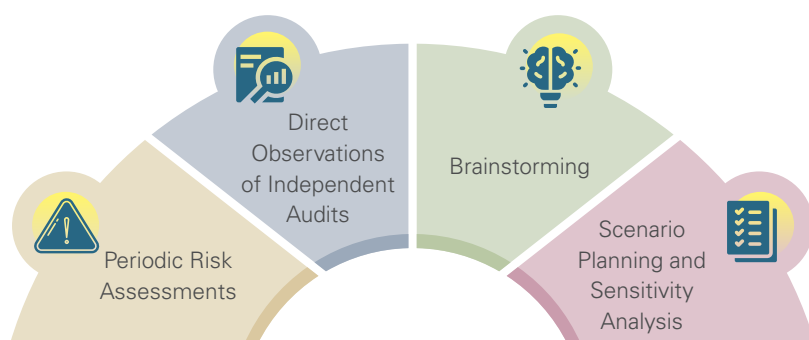 Periodic Risk
Assessments
Direct
Observations
of Independent
Audits
Brainstorming
Scenario
Planning and
Sensitivity
Analysis